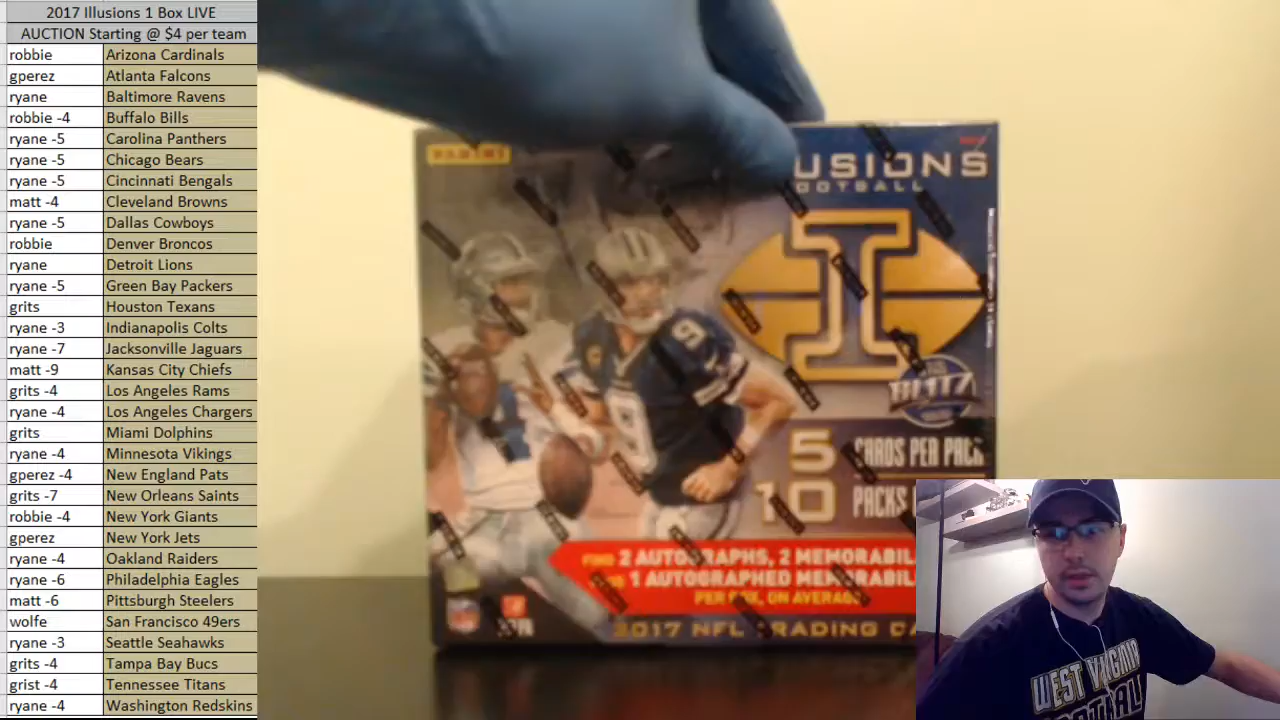 2017 Illusions 1 Box LIVE
AUCTION Starting @ $4 per team
robbie Arizona Cardinals
gperez Atlanta Falcons
ryane Baltimore Ravens
robbie -4 Buffalo Bills
ryane -5 Carolina Panthers
ryane -5 Chicago Bears
ryane -5 Cincinnati Bengals
matt -4 Cleveland Browns
ryane -5 Dallas Cowboys
robbie Denver Broncos
ryane Detroit Lions
ryane -5 Green Bay Packers
grits Houston Texans
ryane -3 Indianapolis Colts
ryane -7 Jacksonville Jaguars
matt -9 Kansas City Chiefs
grits -4 Los Angeles Rams
ryane -4 Los Angeles Chargers
grits Miami Dolphins
ryane -4 Minnesota Vikings
gperez -4 New England Pats
grits -7 New Orleans Saints
robbie -4 New York Giants
gperez New York Jets
ryane -4 Oakland Raiders
ryane -6 Philadelphia Eagles
matt -6 Pittsburgh Steelers
wolfe San Francisco 49ers
ryane -3 Seattle Seahawks
grits -4 Tampa Bay Bucs
grist -4 Tennessee Titans
ryane -4 Washington Redskins
PANINI
LUSIONS
OOTBALL
I
BLITZ
9
9
5 CARDS PER PACK
10 PACKS
FIND 2 AUTOGRAPHS, 2 MEMORABIL
1 AUTOGRAPHED MEMORABIL
PER BOX, ON AVERAGE
2017 NFL TRADING CA
NFL
WEST VIRGINIA
FOOTBALL